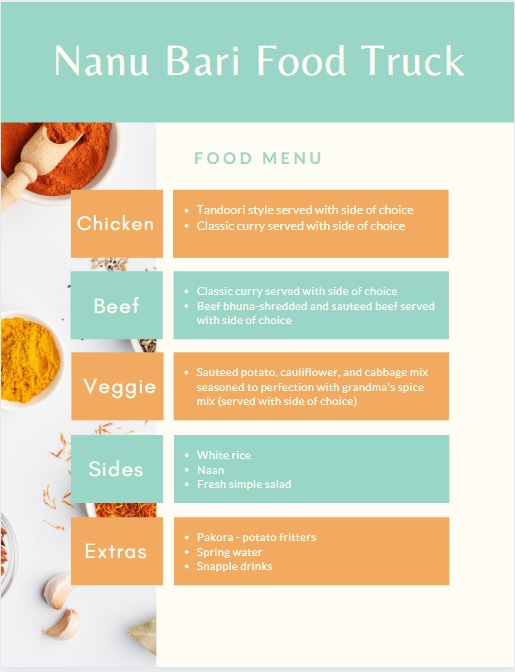 Nanu Bari Food Truck
FOOD MENU
Chicken
• Tandoori style served with side of choice
• Classic curry served with side of choice
Beef
• Classic curry served with side of choice
• Beef bhuna-shredded and sauteed beef served
with side of choice
Veggie
• Sauteed potato, cauliflower, and cabbage mix
seasoned to perfection with grandma's spice
mix (served with side of choice)
Sides
• White rice
• Naan
• Fresh simple salad
Extras
• Pakora - potato fritters
• Spring water
• Snapple drinks